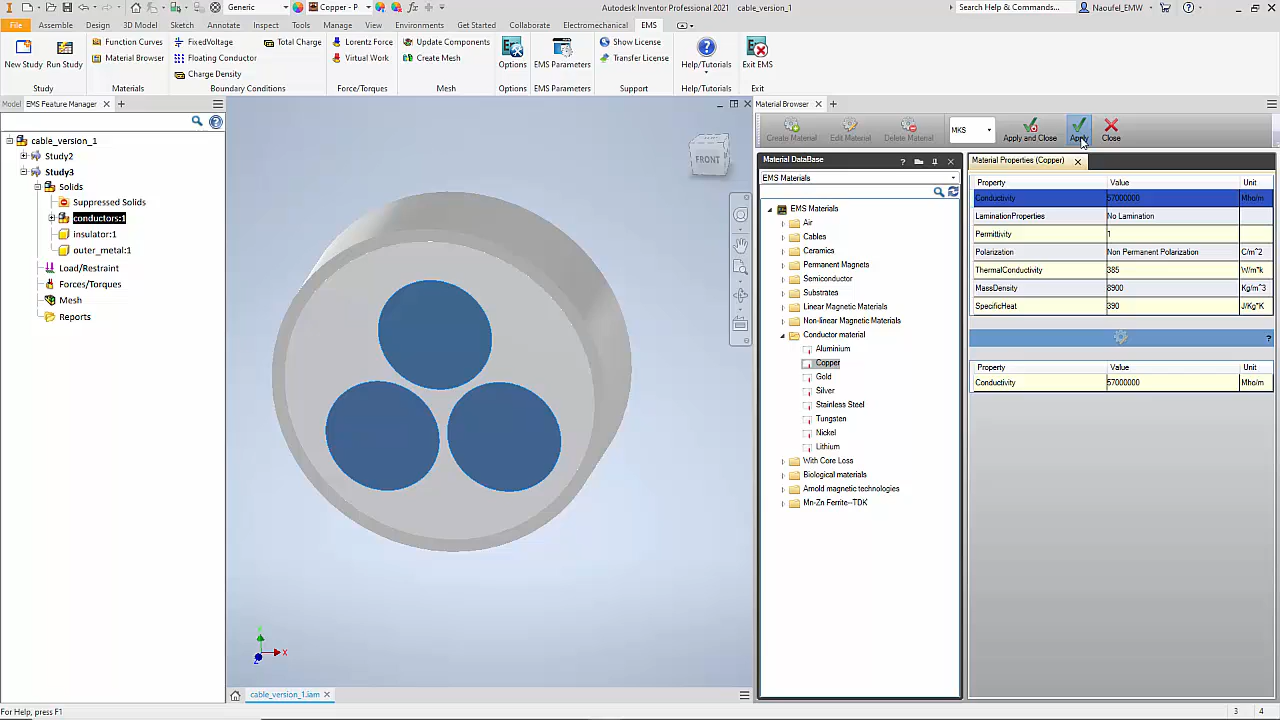 Generic
Copper - P
Autodesk Inventor Professional 2021 cable_version_1
Search Help & Commands...
Naoufel_EMW
File Assemble Design 3D Model Sketch Annotate Inspect Tools Manage View Environments Get Started Collaborate Electromechanical EMS
New Study
Run Study
Function Curves
Material Browser
FixedVoltage
Floating Conductor
Charge Density
Total Charge
Lorentz Force
Virtual Work
Update Components
Create Mesh
Options
EMS Parameters
Show License
Transfer License
Help/Tutorials
Exit EMS
Study Materials Boundary Conditions Force/Torques Mesh Options EMS Parameters Support Help/Tutorials Exit
Model EMS Feature Manager
cable_version_1
Study2
Study3
Solids
Suppressed Solids
conductors:1
insulator:1
outer_metal:1
Load/Restraint
Forces/Torques
Mesh
Reports
FRONT
X
Z
cable_version_1.iam
Material Browser
Create Material
Edit Material
Delete Material
MKS
Apply and Close
Apply
Close
Material DataBase
EMS Materials
EMS Materials
Air
Cables
Ceramics
Permanent Magnets
Semiconductor
Substrates
Linear Magnetic Materials
Non-linear Magnetic Materials
Conductor material
Aluminium
Copper
Gold
Silver
Stainless Steel
Tungsten
Nickel
Lithium
With Core Loss
Biological materials
Arnold magnetic technologies
Mn-Zn Ferrite--TDK
Material Properties (Copper)
Property Value Unit
Conductivity 57000000 Mho/m
LaminationProperties No Lamination
Permittivity 1
Polarization Non Permanent Polarization C/m^2
ThermalConductivity 385 W/m*k
MassDensity 8900 Kg/m^3
SpecificHeat 390 J/Kg*K
Property Value Unit
Conductivity 57000000 Mho/m
For Help, press F1
3 4